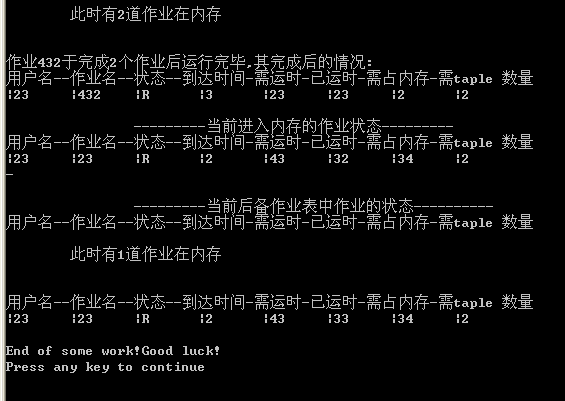 此时有2道作业在内存
作业432于完成2个作业后运行完毕,其完成后的情况:
用户名--作业名--状态--到达时间-需运时-已运时-需占内存-需taple 数量
|23 |432 |R |3 |23 |23 |2 |2
---------当前进入内存的作业状态---------
用户名--作业名--状态--到达时间-需运时-已运时-需占内存-需taple 数量
|23 |23 |R |2 |43 |32 |34 |2
-
---------当前后备作业表中作业的状态----------
用户名--作业名--状态--到达时间-需运时-已运时-需占内存-需taple 数量
此时有1道作业在内存
用户名--作业名--状态--到达时间-需运时-已运时-需占内存-需taple 数量
|23 |23 |R |2 |43 |33 |34 |2
End of some work!Good luck!
Press any key to continue